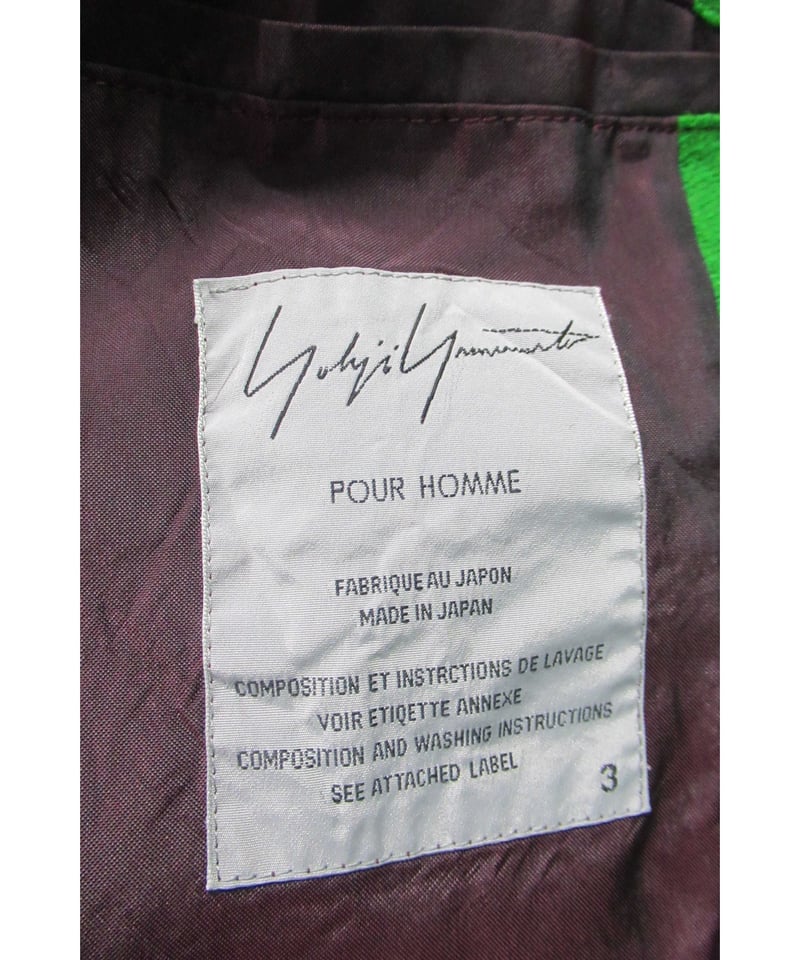 Yohji Yamamoto
POUR HOMME
FABRIQUE AU JAPON
MADE IN JAPAN
COMPOSITION ET INSTRCTIONS DE LAVAGE
VOIR ETIQETTE ANNEXE
COMPOSITION AND WASHING INSTRUCTIONS
SEE ATTACHED LABEL
3